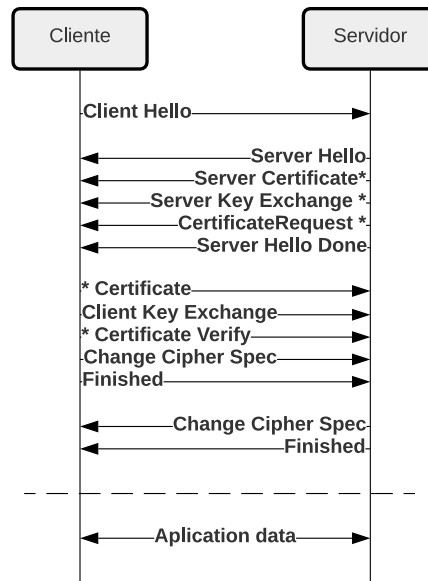 Cliente
Servidor
Client Hello
Server Hello
Server Certificate*
Server Key Exchange *
CertificateRequest *
Server Hello Done
* Certificate
Client Key Exchange
* Certificate Verify
Change Cipher Spec
Finished
Change Cipher Spec
Finished
Aplication data